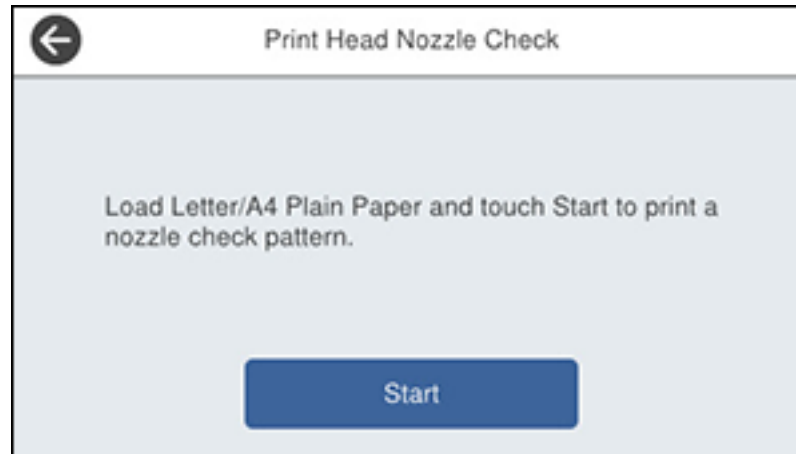 Print Head Nozzle Check
Load Letter/A4 Plain Paper and touch Start to print a
nozzle check pattern.
Start